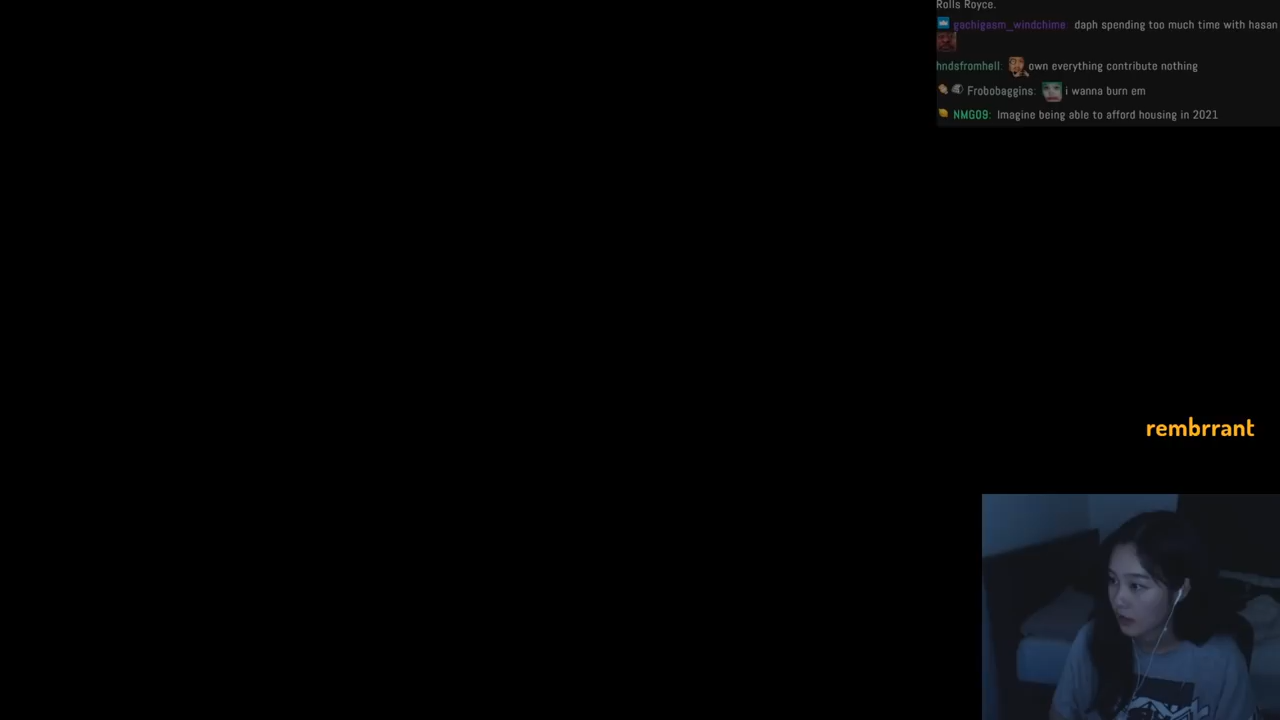 Rolls Royce.
gachigasm_windchime: daph spending too much time with hasan
hndsfromhell: own everything contribute nothing
Frobobaggins: i wanna burn em
NMG09: Imagine being able to afford housing in 2021
rembrrant